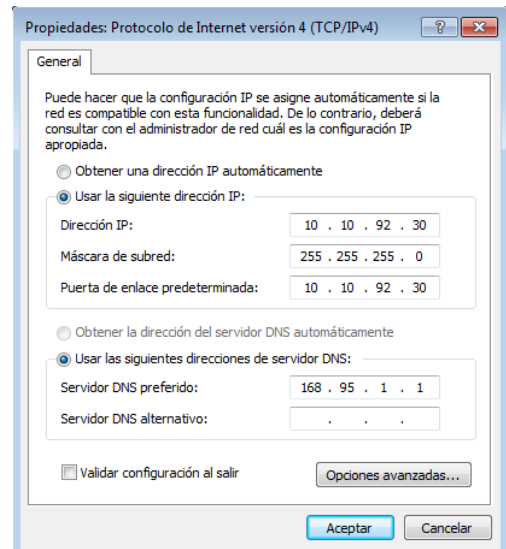 Propiedades: Protocolo de Internet versión 4 (TCP/IPv4)
General
Puede hacer que la configuración IP se asigne automáticamente si la
red es compatible con esta funcionalidad. De lo contrario, deberá
consultar con el administrador de red cuál es la configuración IP
apropiada.
Obtener una dirección IP automáticamente
Usar la siguiente dirección IP:
Dirección IP: 10 . 10 . 92 . 30
Máscara de subred: 255 . 255 . 255 . 0
Puerta de enlace predeterminada: 10 . 10 . 92 . 30
Obtener la dirección del servidor DNS automáticamente
Usar las siguientes direcciones de servidor DNS:
Servidor DNS preferido: 168 . 95 . 1 . 1
Servidor DNS alternativo: . . .
Validar configuración al salir Opciones avanzadas...
Aceptar Cancelar